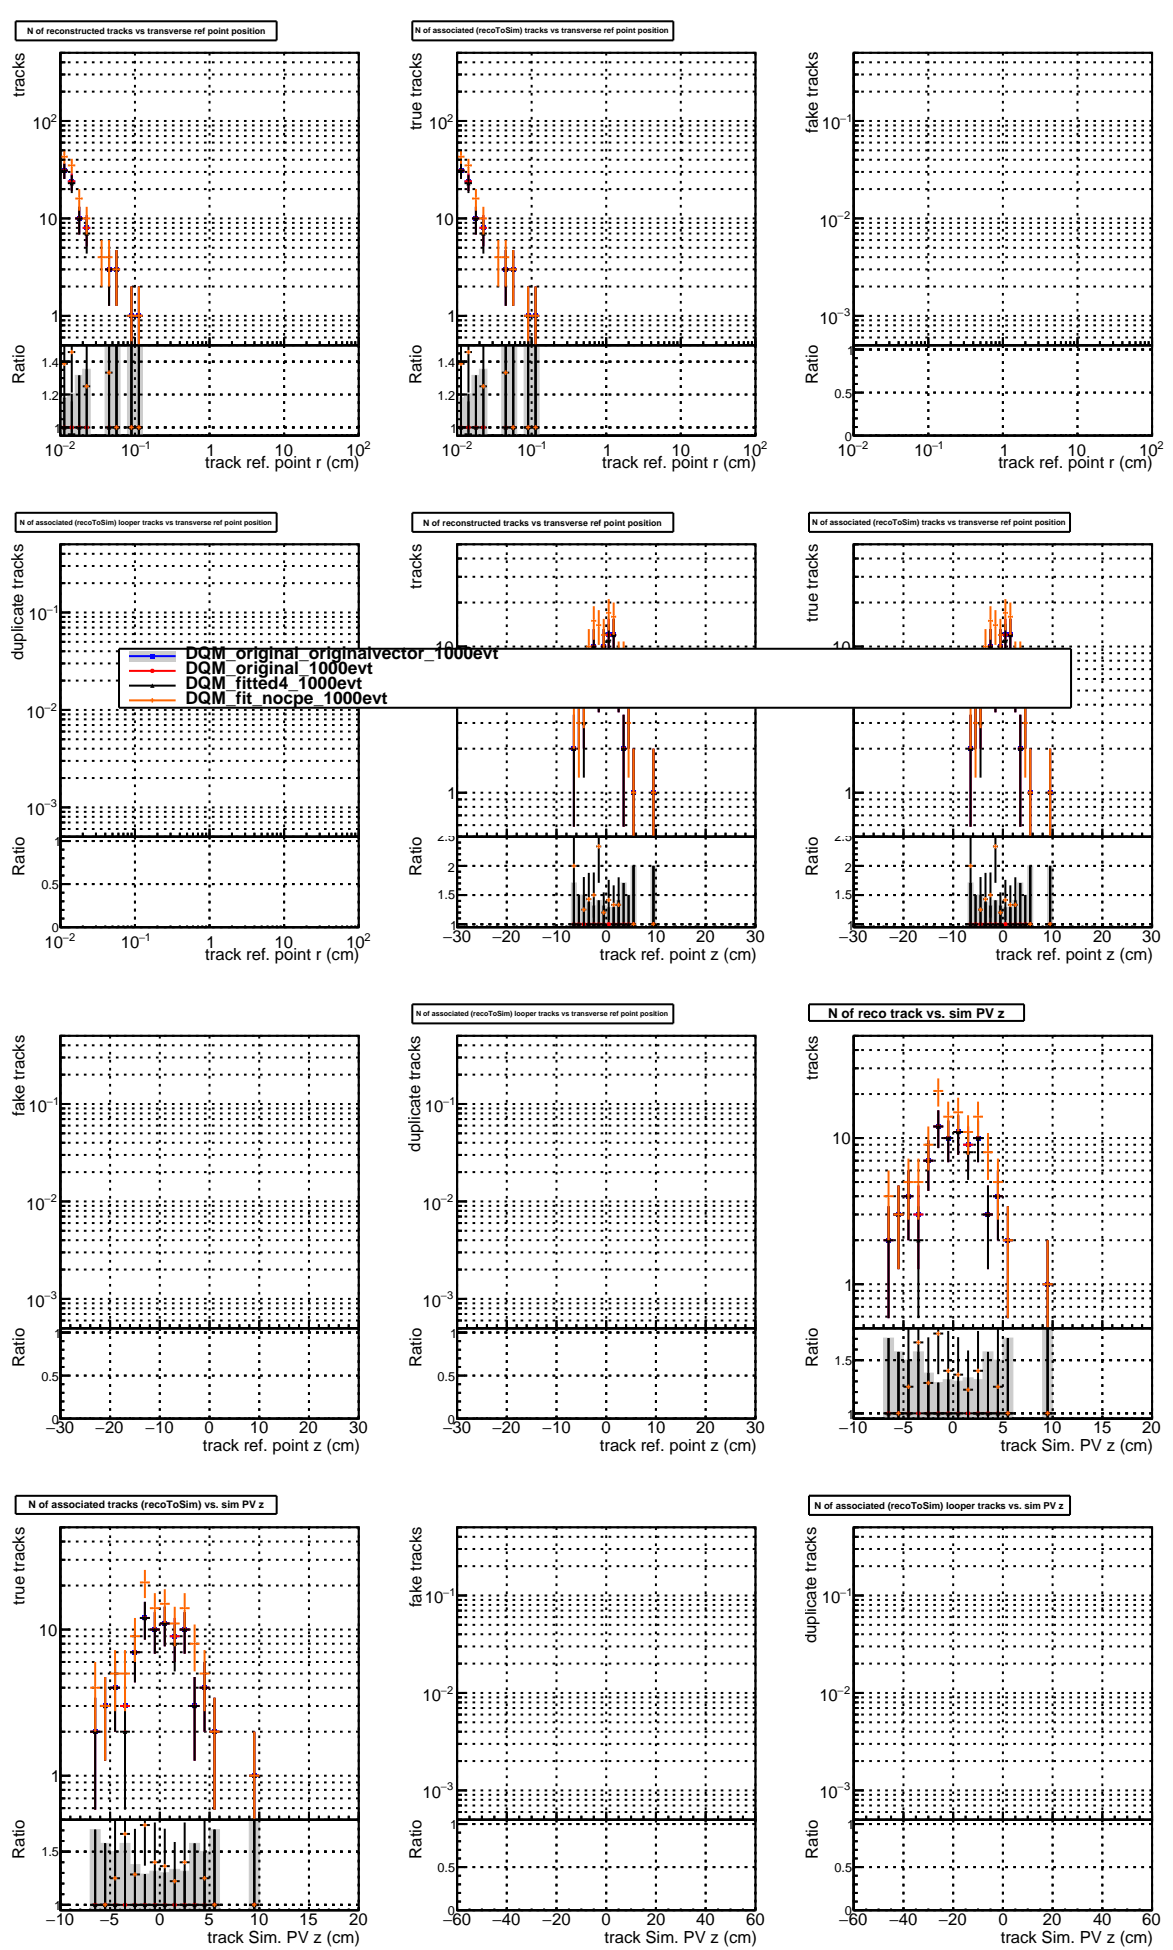 N of reconstructed tracks vs transverse ref point position
tracks
10²
10
1
Ratio
1.4
1.2
1
10⁻² 10⁻¹ 1 10 10²
track ref. point r (cm)
N of associated (recoToSim) tracks vs transverse ref point position
true tracks
10²
10
1
Ratio
1.4
1.2
1
10⁻² 10⁻¹ 1 10 10²
track ref. point r (cm)
fake tracks
10⁻¹
10⁻²
10⁻³
Ratio
1
0.5
0
10⁻² 10⁻¹ 1 10 10²
track ref. point r (cm)
N of associated (recoToSim) looper tracks vs transverse ref point position
duplicate tracks
10⁻¹
10⁻²
10⁻³
Ratio
1
0.5
0
10⁻² 10⁻¹ 1 10 10²
track ref. point r (cm)
DQM_original_originalvector_1000evt
DQM_original_1000evt
DQM_fitted4_1000evt
DQM_fit_nocpe_1000evt
N of reconstructed tracks vs transverse ref point position
tracks
10
1
Ratio
2.5
2
1.5
1
−30 −20 −10 0 10 20 30
track ref. point z (cm)
N of associated (recoToSim) tracks vs transverse ref point position
true tracks
10
1
Ratio
2.5
2
1.5
1
−30 −20 −10 0 10 20 30
track ref. point z (cm)
fake tracks
10⁻¹
10⁻²
10⁻³
Ratio
1
0.5
0
−30 −20 −10 0 10 20 30
track ref. point z (cm)
N of associated (recoToSim) looper tracks vs transverse ref point position
duplicate tracks
10⁻¹
10⁻²
10⁻³
Ratio
1
0.5
0
−30 −20 −10 0 10 20 30
track ref. point z (cm)
N of reco track vs. sim PV z
tracks
10
1
Ratio
1.5
1
−10 −5 0 5 10 15 20
track Sim. PV z (cm)
N of associated tracks (recoToSim) vs. sim PV z
true tracks
10
1
Ratio
1.5
1
−10 −5 0 5 10 15 20
track Sim. PV z (cm)
fake tracks
10⁻¹
10⁻²
10⁻³
Ratio
1
0.5
0
−60 −40 −20 0 20 40 60
track Sim. PV z (cm)
N of associated (recoToSim) looper tracks vs. sim PV z
duplicate tracks
10⁻¹
10⁻²
10⁻³
Ratio
1
0.5
0
−60 −40 −20 0 20 40 60
track Sim. PV z (cm)